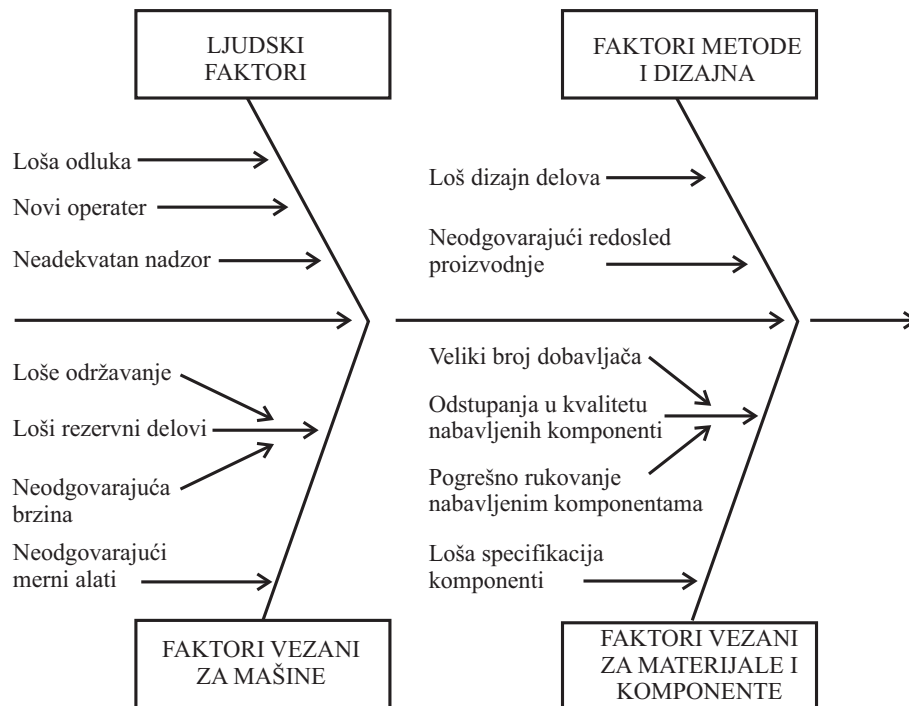 LJUDSKI
FAKTORI
FAKTORI METODE
I DIZAJNA
Loša odluka
Novi operater
Neadekvatan nadzor
Loš dizajn delova
Neodgovarajući redosled
proizvodnje
Loše održavanje
Loši rezervni delovi
Neodgovarajuća
brzina
Neodgovarajući
merni alati
Veliki broj dobavljača
Odstupanja u kvalitetu
nabavljenih komponenti
Pogrešno rukovanje
nabavljenim komponentama
Loša specifikacija
komponenti
FAKTORI VEZANI
ZA MAŠINE
FAKTORI VEZANI
ZA MATERIJALE I
KOMPONENTE